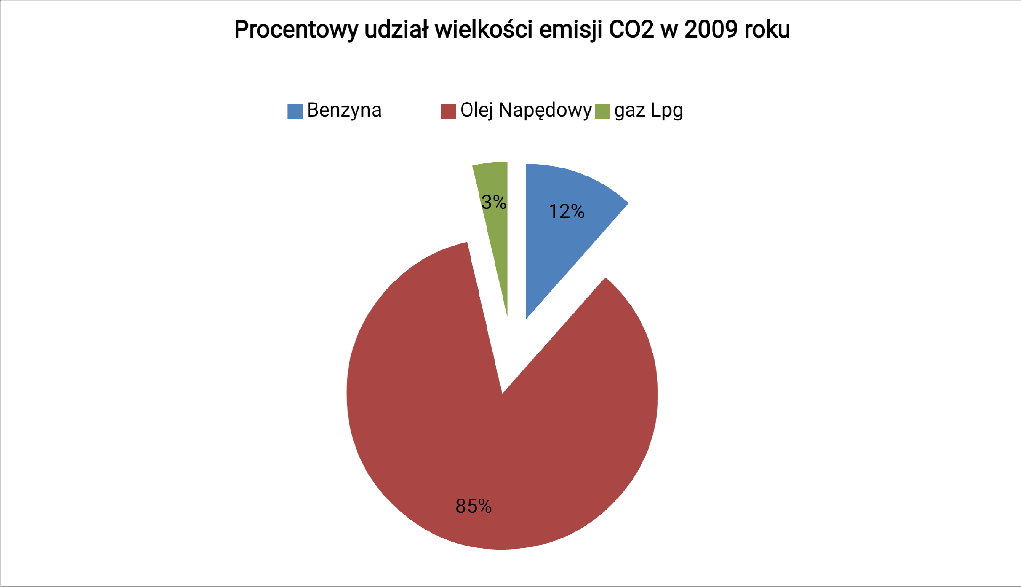 Procentowy udział wielkości emisji CO2 w 2009 roku
Benzyna Olej Napędowy gaz Lpg
3%
12%
85%